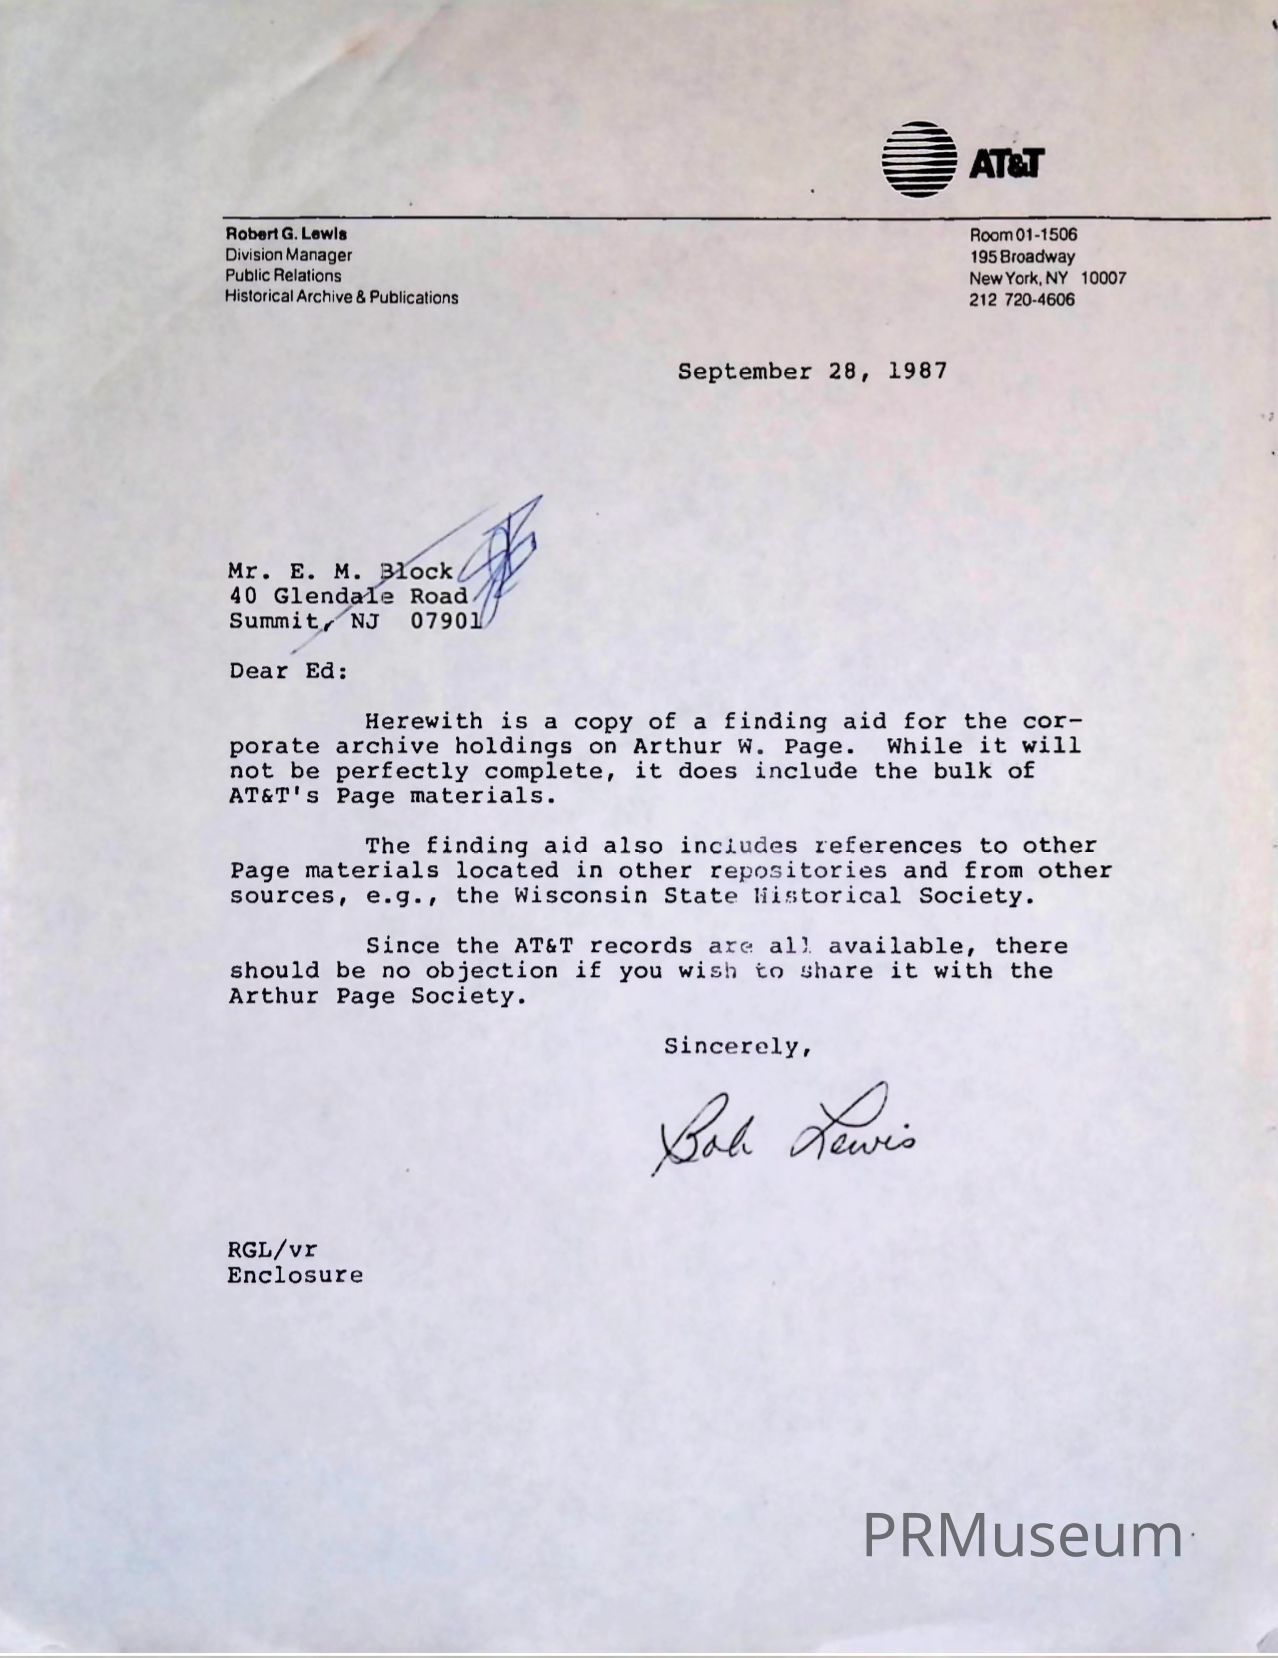 AT&T
Robert G. Lewis
Division Manager
Public Relations
Historical Archive & Publications
Room 01-1506
195 Broadway
New York, NY 10007
212 720-4606
September 28, 1987
Mr. E. M. Block
40 Glendale Road
Summit, NJ 07901
Dear Ed:
Herewith is a copy of a finding aid for the cor-
porate archive holdings on Arthur W. Page. While it will
not be perfectly complete, it does include the bulk of
AT&T's Page materials.
The finding aid also includes references to other
Page materials located in other repositories and from other
sources, e.g., the Wisconsin State Historical Society.
Since the AT&T records are all available, there
should be no objection if you wish to share it with the
Arthur Page Society.
Sincerely,
Bob Lewis
RGL/vr
Enclosure
PRMuseum